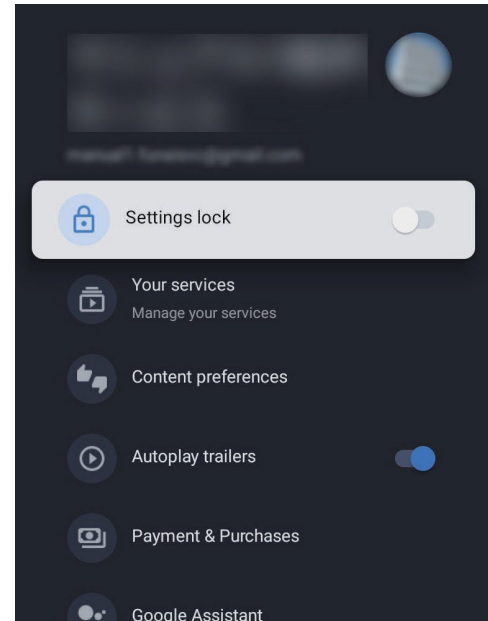 Settings lock
Your services
Manage your services
Content preferences
Autoplay trailers
Payment & Purchases
Google Assistant